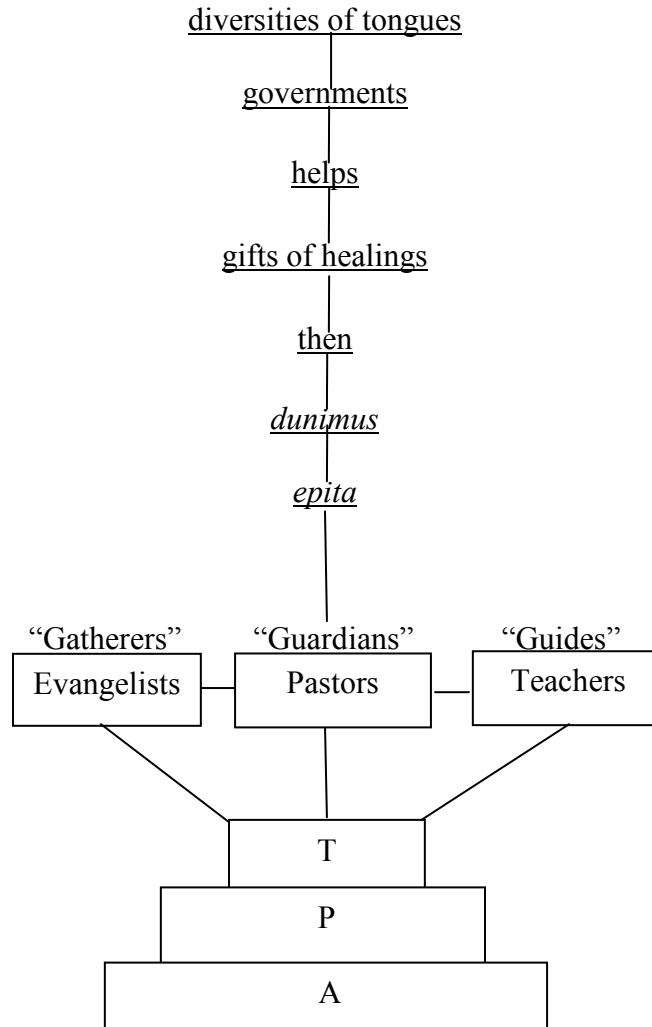 diversities of tongues
governments
helps
gifts of healings
then
dunimus
epita
“Gatherers” “Guardians” “Guides”
Evangelists Pastors Teachers
T
P
A